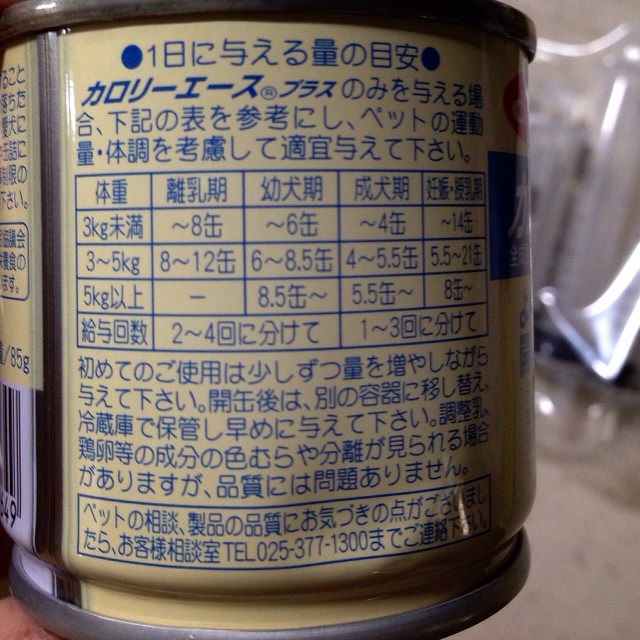 ●1日に与える量の目安●
カロリーエース®プラス のみを与える場
合、下記の表を参考にし、ペットの運動
量・体調を考慮して適宜与えて下さい。
体重 離乳期 幼犬期 成犬期 妊娠・授乳期
3kg未満 ～8缶 ～6缶 ～4缶 ～14缶
3～5kg 8～12缶 6～8.5缶 4～5.5缶 5.5～21缶
5kg以上 － 8.5缶～ 5.5缶～ 8缶～
給与回数 2～4回に分けて 1～3回に分けて
初めてのご使用は少しずつ量を増やしながら
与えて下さい。開缶後は、別の容器に移し替え、
冷蔵庫で保管し早めに与えて下さい。調整乳、
鶏卵等の成分の色むらや分離が見られる場合
がありますが、品質には問題ありません。
ペットの相談、製品の品質にお気づきの点がございまし
たら、お客様相談室TEL025-377-1300までご連絡下さい。
/85g